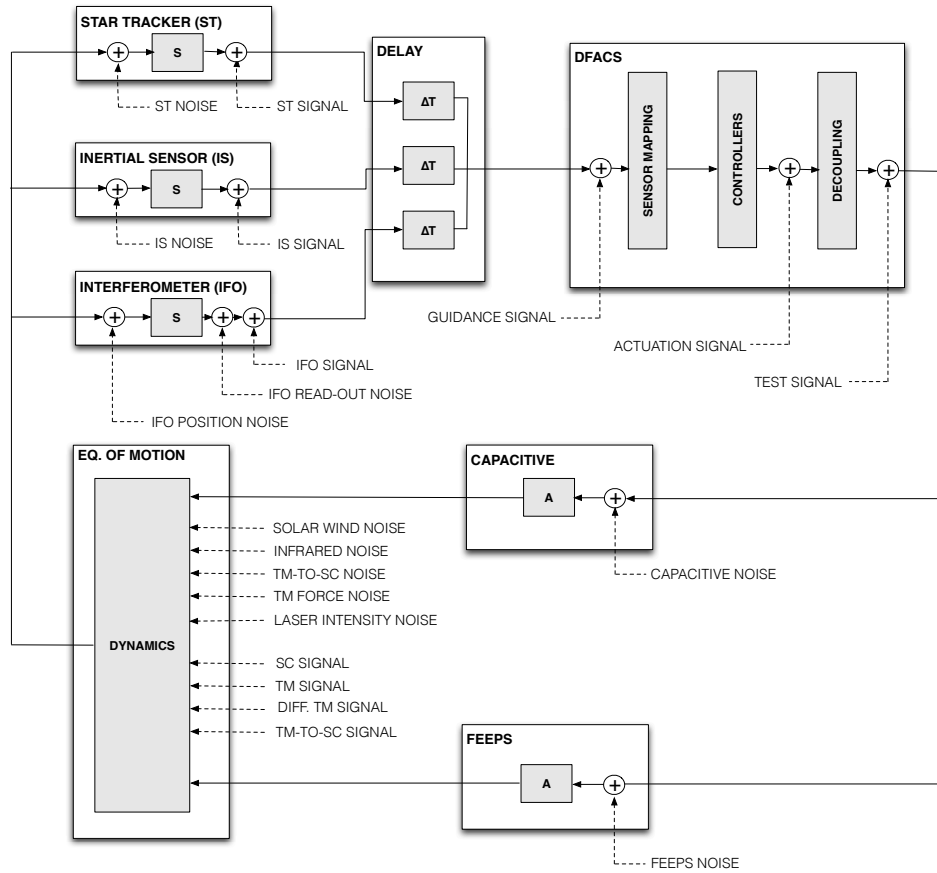 STAR TRACKER (ST)
S
ST NOISE
ST SIGNAL
INERTIAL SENSOR (IS)
S
IS NOISE
IS SIGNAL
INTERFEROMETER (IFO)
S
IFO SIGNAL
IFO READ-OUT NOISE
IFO POSITION NOISE
DELAY
ΔT
ΔT
ΔT
DFACS
SENSOR MAPPING
CONTROLLERS
DECOUPLING
GUIDANCE SIGNAL
ACTUATION SIGNAL
TEST SIGNAL
EQ. OF MOTION
DYNAMICS
SOLAR WIND NOISE
INFRARED NOISE
TM-TO-SC NOISE
TM FORCE NOISE
LASER INTENSITY NOISE
SC SIGNAL
TM SIGNAL
DIFF. TM SIGNAL
TM-TO-SC SIGNAL
CAPACITIVE
A
CAPACITIVE NOISE
FEEPS
A
FEEPS NOISE